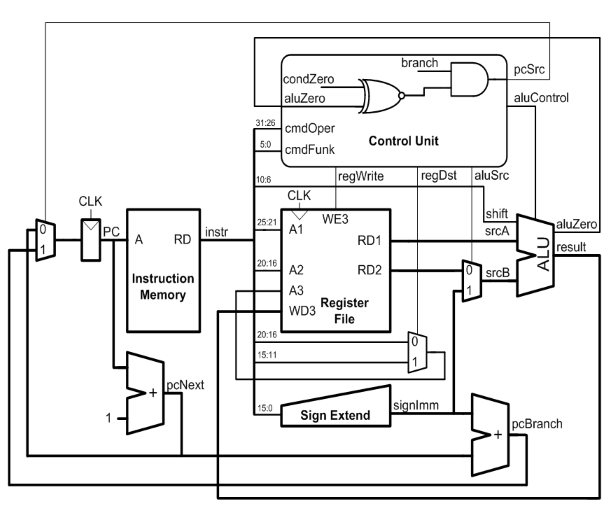 branch
pcSrc
condZero
aluZero
aluControl
31:26
cmdOper
Control Unit
5:0
cmdFunk
10:6
regWrite
regDst
aluSrc
CLK
CLK
WE3
shift
0
1
PC
A
RD
instr
25:21
A1
RD1
srcA
aluZero
result
ALU
Instruction
Memory
20:16
A2
RD2
0
1
srcB
A3
WD3
Register
File
20:16
0
15:11
1
+
pcNext
1
15:0
Sign Extend
signImm
+
pcBranch